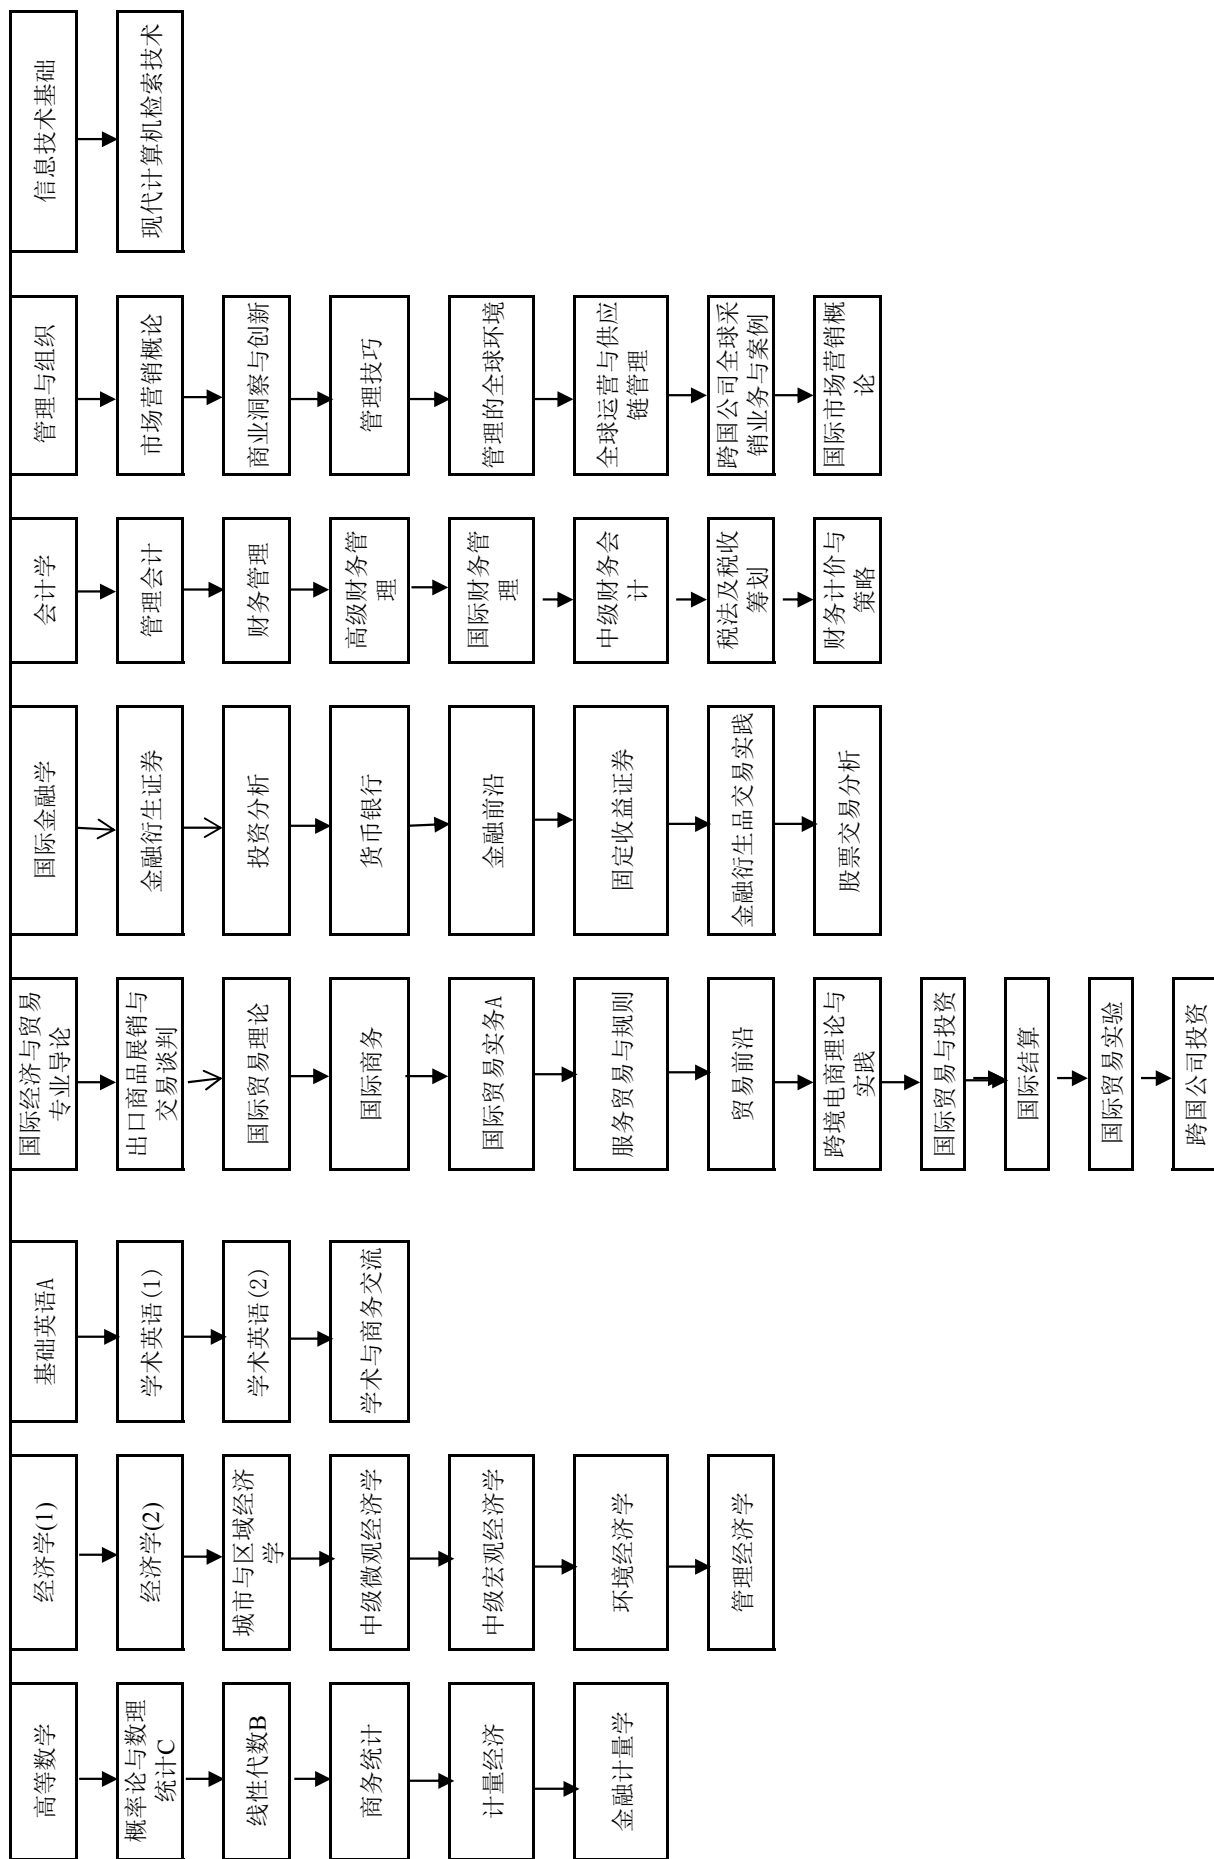 高等数学
概率论与数理
统计C
线性代数B
商务统计
计量经济
金融计量学
经济学(1)
经济学(2)
城市与区域经济
学
中级微观经济学
中级宏观经济学
环境经济学
管理经济学
基础英语A
学术英语(1)
学术英语(2)
学术与商务交流
国际经济与贸易
专业导论
出口商品展销与
交易谈判
国际贸易理论
国际商务
国际贸易实务A
服务贸易与规则
贸易前沿
跨境电商理论与
实践
国际贸易与投资
国际结算
国际贸易实验
跨国公司投资
国际金融学
金融衍生证券
投资分析
货币银行
金融前沿
固定收益证券
金融衍生品交易实践
股票交易分析
会计学
管理会计
财务管理
高级财务管
理
国际财务管
理
中级财务会
计
税法及税收
筹划
财务计价与
策略
管理与组织
市场营销概论
商业洞察与创新
管理技巧
管理的全球环境
全球运营与供应
链管理
跨国公司全球采
销业务与案例
国际市场营销概
论
信息技术基础
现代计算机检索技术